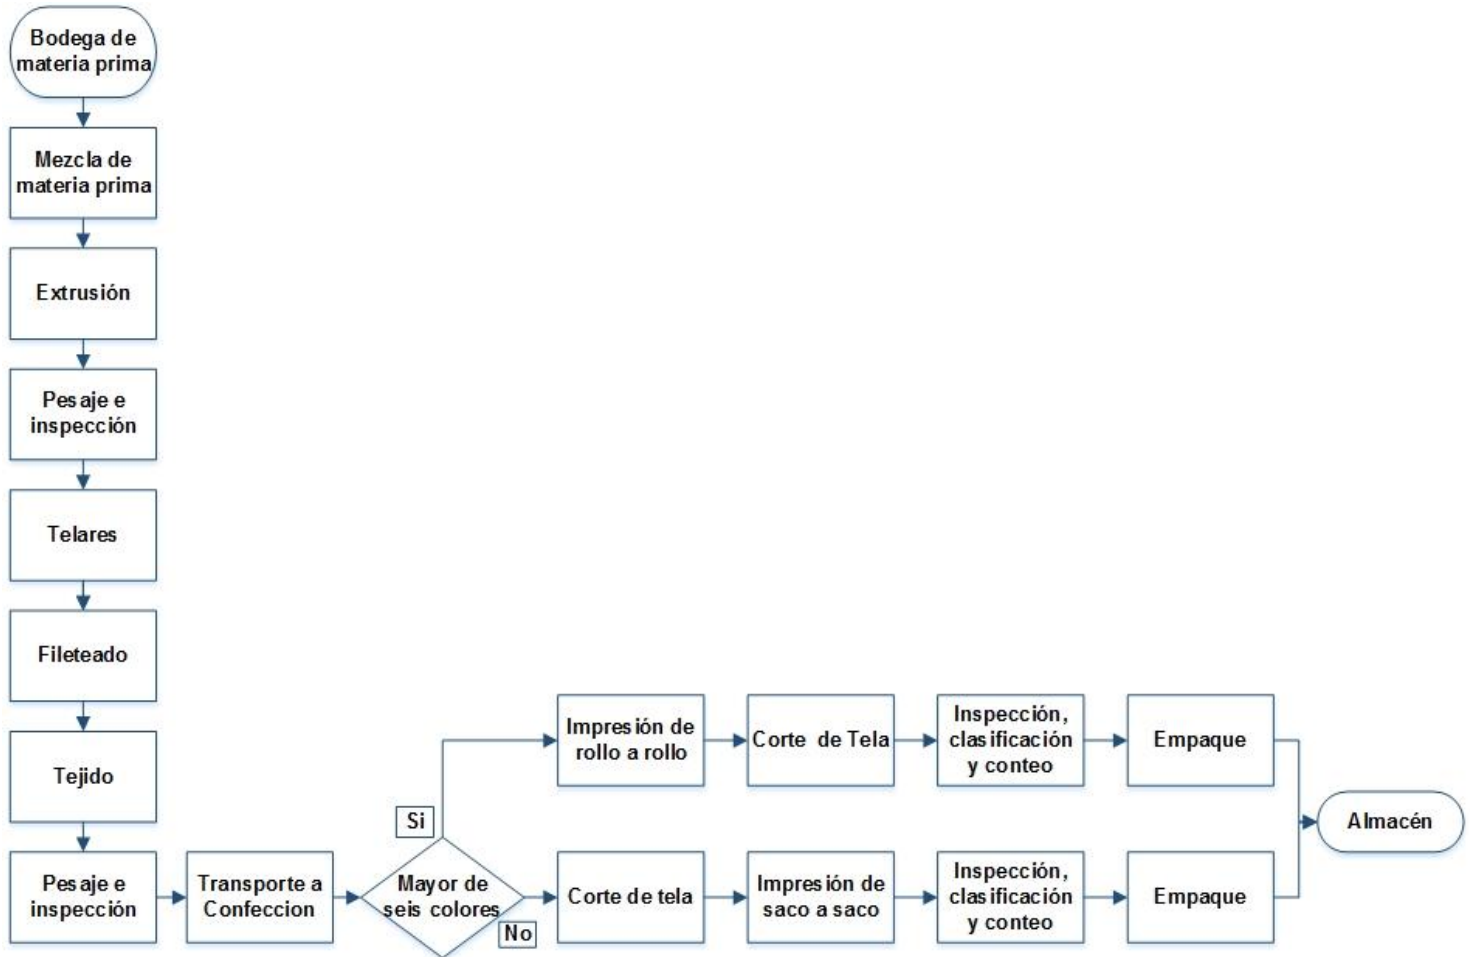 Bodega de
materia prima
Mezcla de
materia prima
Extrusión
Pesaje e
inspección
Telares
Fileteado
Tejido
Pesaje e
inspección
Transporte a
Confeccion
Mayor de
seis colores
Si
Impresión de
rollo a rollo
Corte de Tela
Inspección,
clasificación
y conteo
Empaque
No
Corte de tela
Impresión de
saco a saco
Inspección,
clasificación
y conteo
Empaque
Almacén